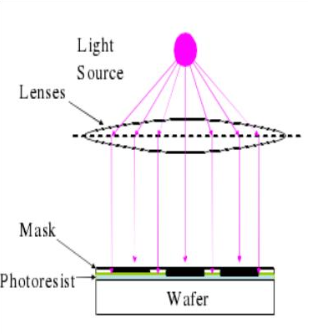 Light
Source
Lenses
Mask
Photoresist
Wafer